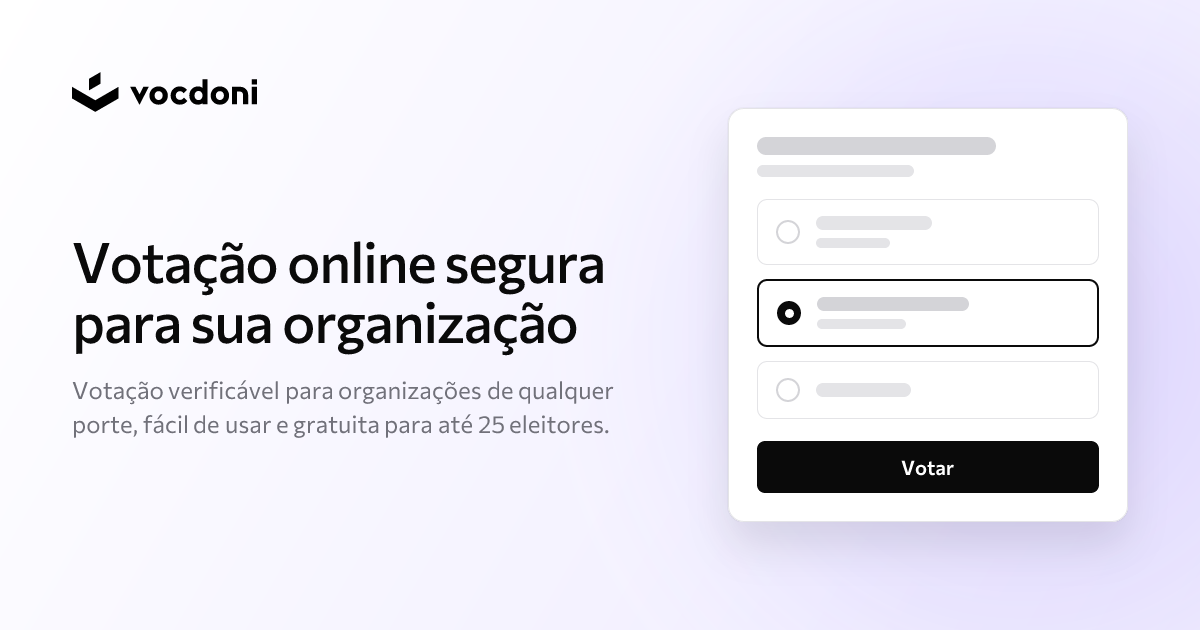 vocdoni
Votação online segura
para sua organização
Votação verificável para organizações de qualquer
porte, fácil de usar e gratuita para até 25 eleitores.
Votar